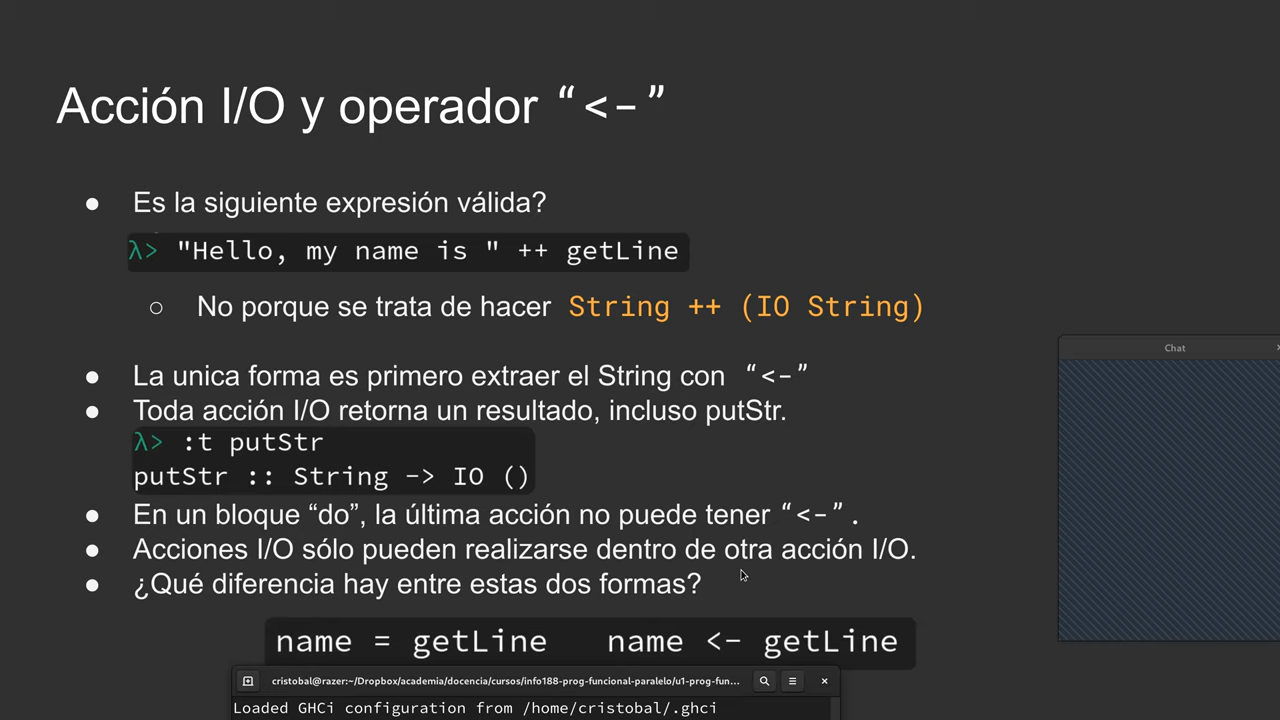 Acción I/O y operador “<-”
● Es la siguiente expresión válida?
λ> "Hello, my name is " ++ getLine
○ No porque se trata de hacer String ++ (IO String)
● La unica forma es primero extraer el String con “<-”
● Toda acción I/O retorna un resultado, incluso putStr.
λ> :t putStr
putStr :: String -> IO ()
● En un bloque “do”, la última acción no puede tener “<-”.
● Acciones I/O sólo pueden realizarse dentro de otra acción I/O.
● ¿Qué diferencia hay entre estas dos formas?
name = getLine name <- getLine
Chat
cristobal@razer:~/Dropbox/academia/docencia/cursos/info188-prog-funcional-paralelo/u1-prog-fun...
Loaded GHCi configuration from /home/cristobal/.ghci